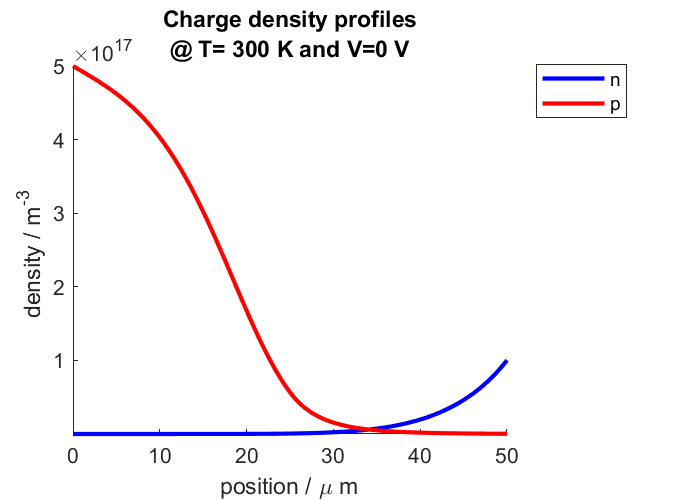 Charge density profiles
@ T= 300 K and V=0 V
×10^17
n
p
5
4
3
2
1
density / m^-3
0 10 20 30 40 50
position / μ m